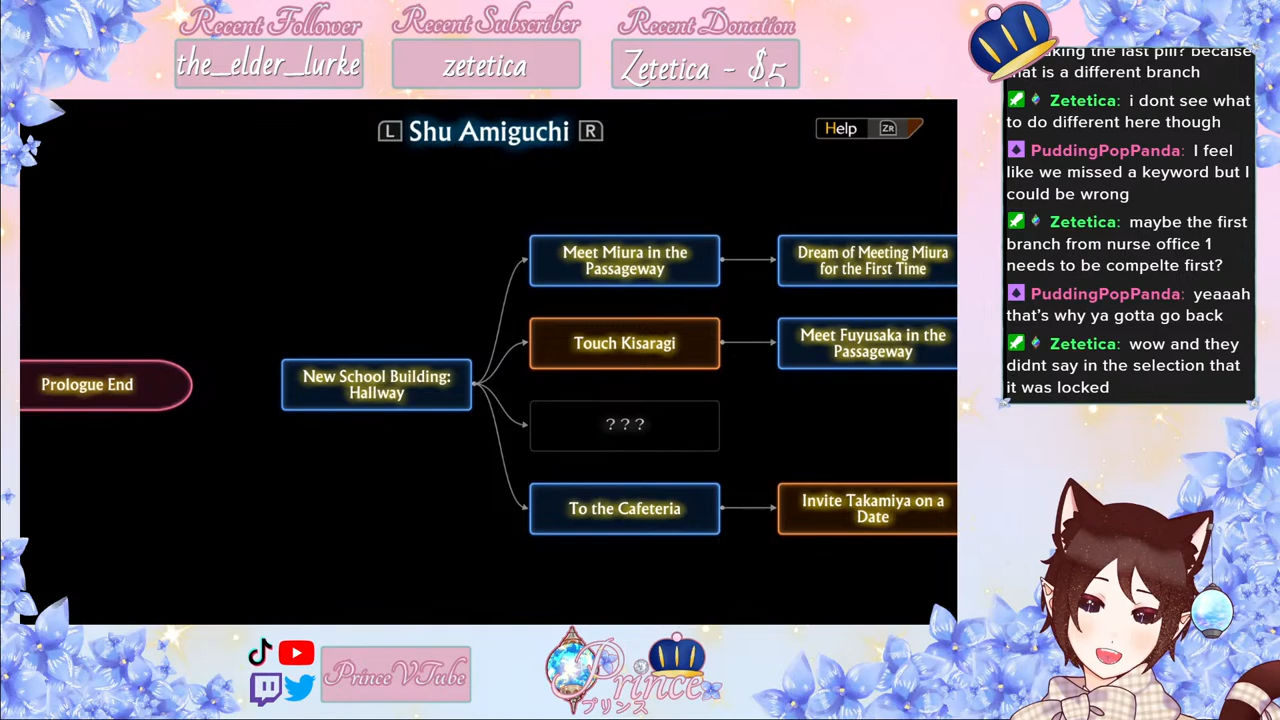 Recent Follower
the_elder_lurke
Recent Subscriber
zetetica
Recent Donation
Zetetica - $5
L Shu Amiguchi R
Help ZR
Prologue End
New School Building:
Hallway
Meet Miura in the
Passageway
Dream of Meeting Miura
for the First Time
Touch Kisaragi
Meet Fuyusaka in the
Passageway
? ? ?
To the Cafeteria
Invite Takamiya on a
Date
the last pill? because
that is a different branch
Zetetica: i dont see what
to do different here though
PuddingPopPanda: I feel
like we missed a keyword but I
could be wrong
Zetetica: maybe the first
branch from nurse office 1
needs to be compelte first?
PuddingPopPanda: yeaaah
that's why ya gotta go back
Zetetica: wow and they
didnt say in the selection that
it was locked
Prince VTube
Prince
プリンス